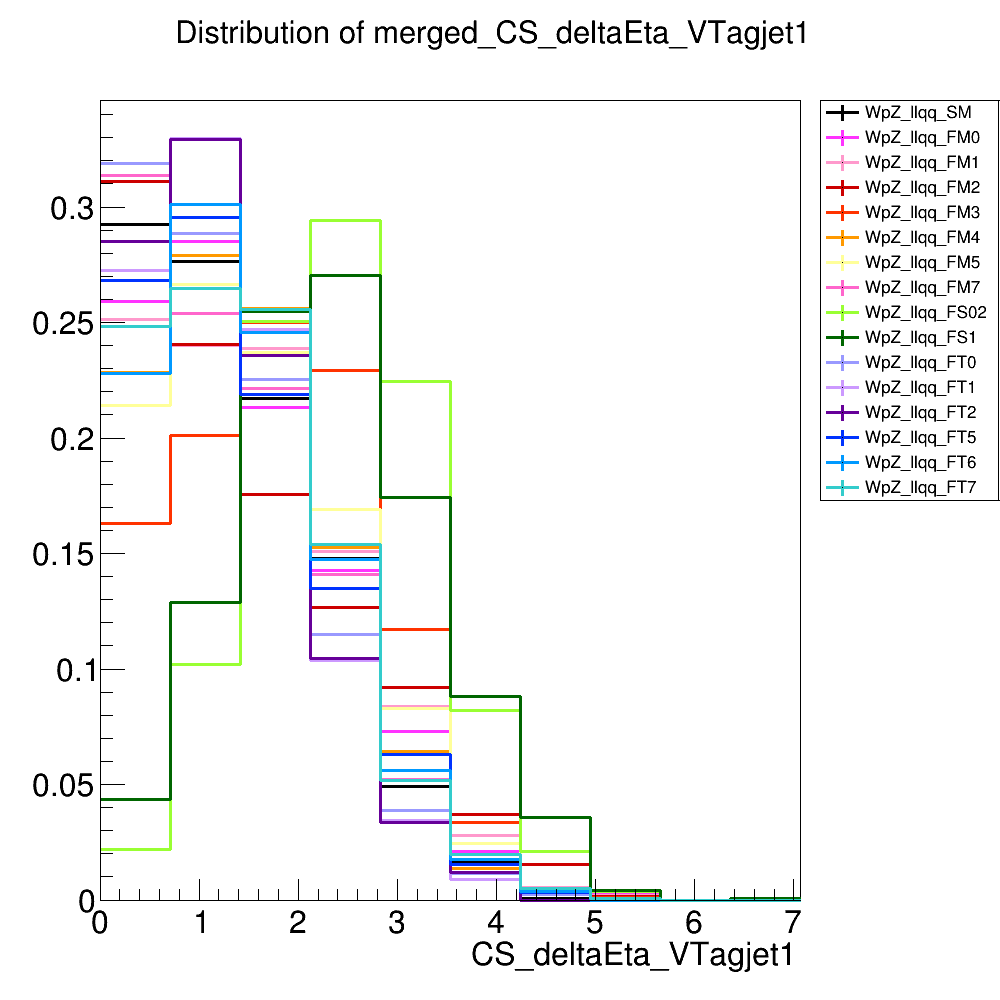 Distribution of merged_CS_deltaEta_VTagjet1
WpZ_llqq_SM
WpZ_llqq_FM0
WpZ_llqq_FM1
WpZ_llqq_FM2
WpZ_llqq_FM3
WpZ_llqq_FM4
WpZ_llqq_FM5
WpZ_llqq_FM7
WpZ_llqq_FS02
WpZ_llqq_FS1
WpZ_llqq_FT0
WpZ_llqq_FT1
WpZ_llqq_FT2
WpZ_llqq_FT5
WpZ_llqq_FT6
WpZ_llqq_FT7
0.3
0.25
0.2
0.15
0.1
0.05
0
0 1 2 3 4 5 6 7
CS_deltaEta_VTagjet1